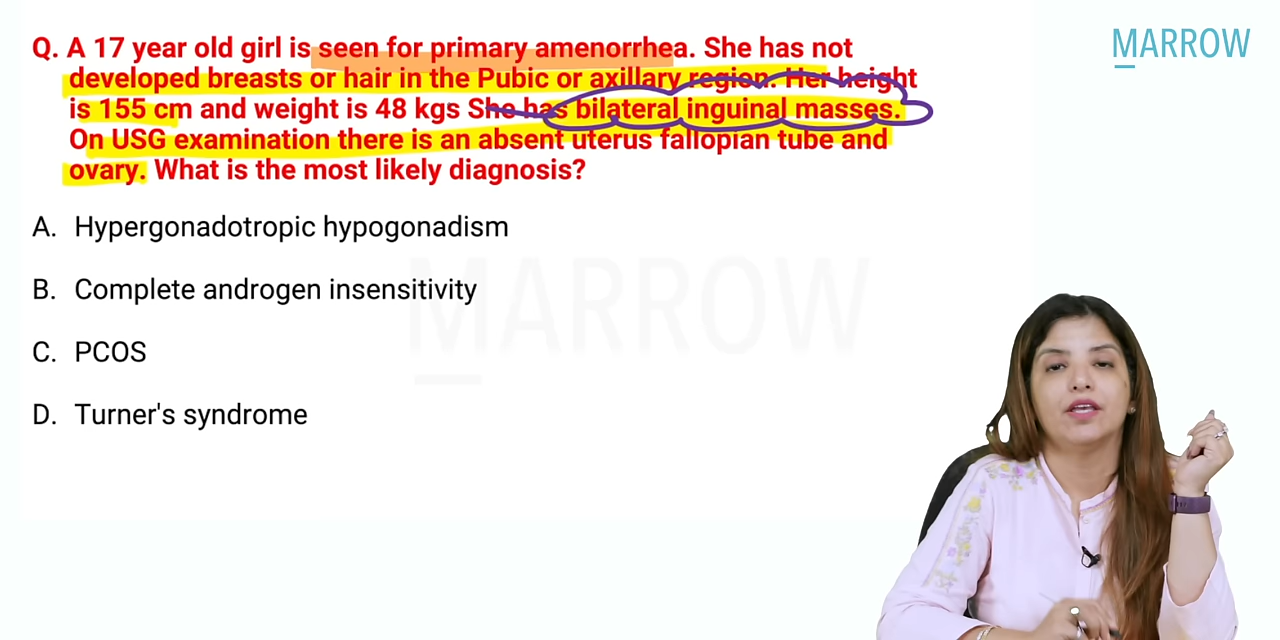 MARROW
Q. A 17 year old girl is seen for primary amenorrhea. She has not
developed breasts or hair in the Pubic or axillary region. Her height
is 155 cm and weight is 48 kgs She has bilateral inguinal masses.
On USG examination there is an absent uterus fallopian tube and
ovary. What is the most likely diagnosis?
A. Hypergonadotropic hypogonadism
B. Complete androgen insensitivity
C. PCOS
D. Turner's syndrome
MARROW